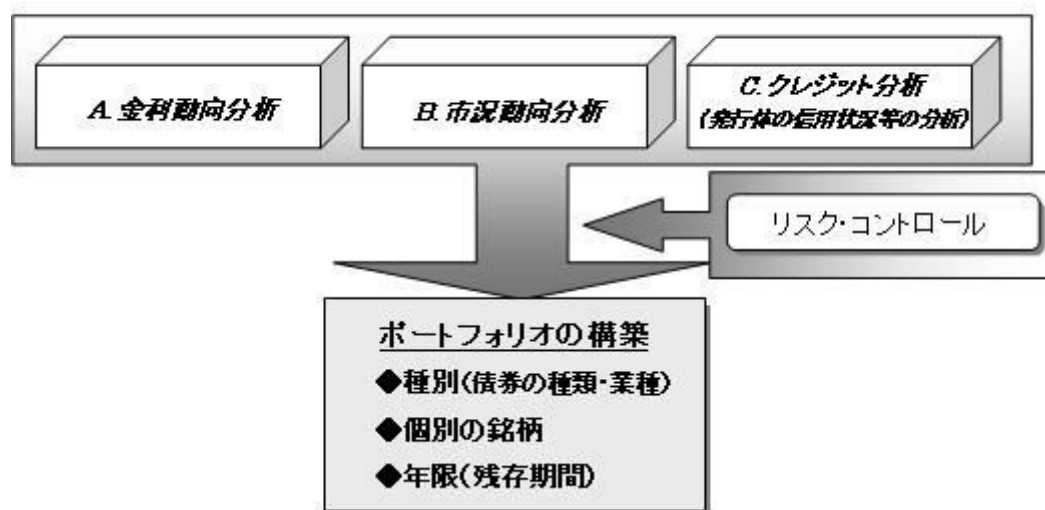 A.金利動向分析
B.市況動向分析
C.クレジット分析
(発行体の信用状況等の分析)
リスク・コントロール
ポートフォリオの構築
◆種別(債券の種類・業種)
◆個別の銘柄
◆年限(残存期間)